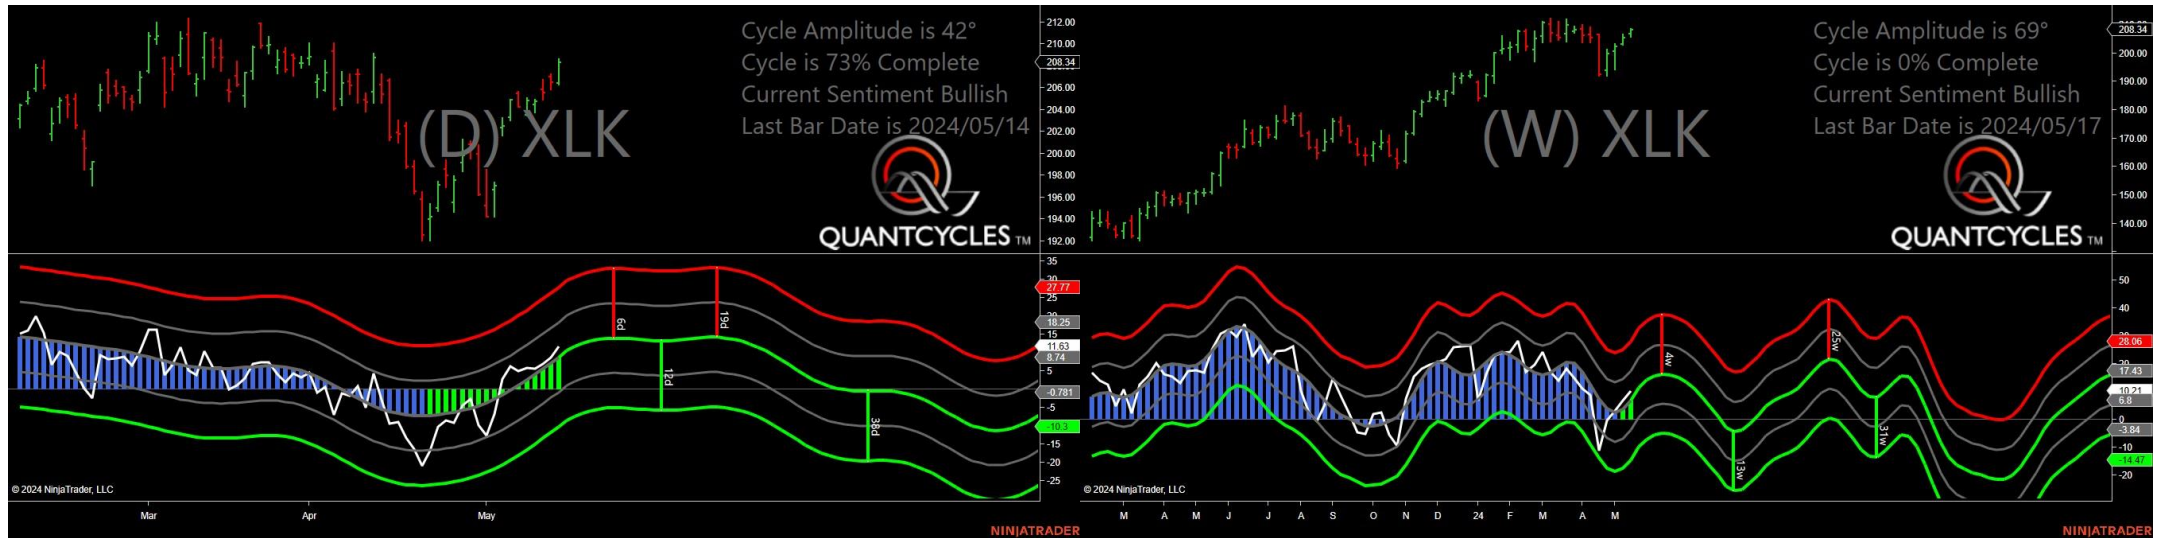 Cycle Amplitude is 42°
Cycle is 73% Complete
Current Sentiment Bullish
Last Bar Date is 2024/05/14
(D) XLK
QUANTCYCLES TM
212.00
210.00
208.34
206.00
204.00
202.00
200.00
198.00
196.00
194.00
192.00
35
30
27.77
25
18.25
15
11.63
8.74
5
-0.781
-5
-10.3
-15
-20
-25
6d
19d
12d
38d
© 2024 NinjaTrader, LLC
Mar
Apr
May
NINJATRADER
Cycle Amplitude is 69°
Cycle is 0% Complete
Current Sentiment Bullish
Last Bar Date is 2024/05/17
(W) XLK
QUANTCYCLES TM
208.34
200.00
190.00
180.00
170.00
160.00
150.00
140.00
50
40
28.06
20
17.43
10.21
6.8
0
-3.84
-10
-14.47
-20
4w
25w
13w
31w
© 2024 NinjaTrader, LLC
M A M J J A S O N D 24 F M A M
NINJATRADER